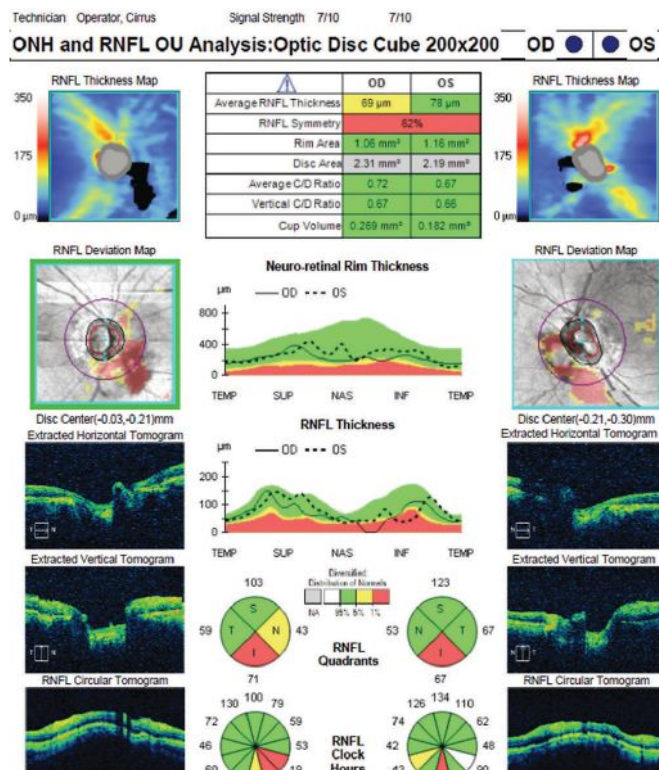 Technician Operator, Cirrus Signal Strength 7/10 7/10
ONH and RNFL OU Analysis:Optic Disc Cube 200x200 OD OS
RNFL Thickness Map
350
175
0 µm
OD OS
Average RNFL Thickness 69 µm 78 µm
RNFL Symmetry 62%
Rim Area 1.06 mm² 1.16 mm²
Disc Area 2.31 mm² 2.19 mm²
Average C/D Ratio 0.72 0.67
Vertical C/D Ratio 0.67 0.66
Cup Volume 0.269 mm³ 0.182 mm³
RNFL Thickness Map
350
175
0 µm
RNFL Deviation Map
Disc Center(-0.03,-0.21)mm
Neuro-retinal Rim Thickness
µm
OD OS
800
400
0
TEMP SUP NAS INF TEMP
RNFL Deviation Map
Disc Center(-0.21,-0.30)mm
Extracted Horizontal Tomogram
T N
RNFL Thickness
µm
OD OS
200
100
0
TEMP SUP NAS INF TEMP
Extracted Horizontal Tomogram
T N
Extracted Vertical Tomogram
T N
Extracted Vertical Tomogram
T N
Diversified
Distribution of Normals
NA 95% 5% 1%
103
S
59 T N 43
I
71
RNFL
Quadrants
123
S
53 N T 67
I
67
RNFL Circular Tomogram
RNFL Circular Tomogram
100
130 79
72 59
46 53
RNFL
Clock
Hours
134
126 110
74 62
42 48